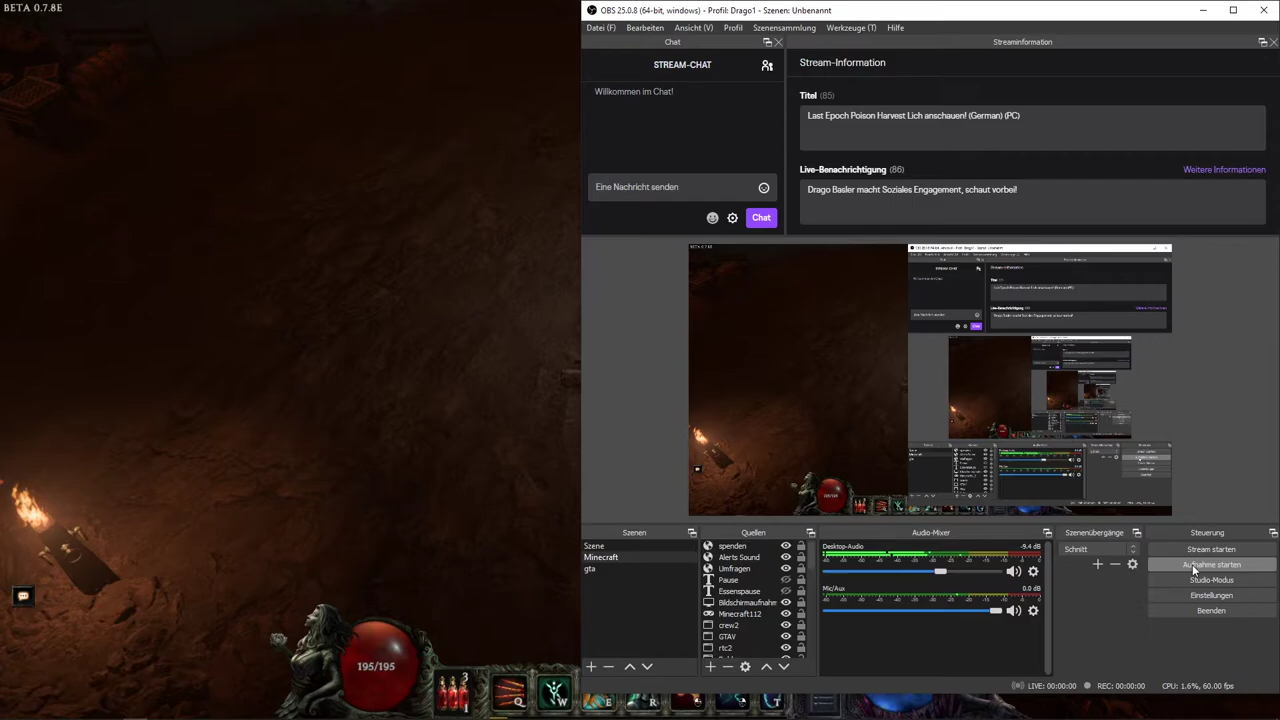 BETA 0.7.8E
OBS 25.0.8 (64-bit, windows) - Profil: Drago1 - Szenen: Unbenannt
Datei (F) Bearbeiten Ansicht (V) Profil Szenensammlung Werkzeuge (T) Hilfe
Chat
Streaminformation
STREAM-CHAT
Willkommen im Chat!
Eine Nachricht senden
Chat
Stream-Information
Titel (85)
Last Epoch Poison Harvest Lich anschauen! (German) (PC)
Live-Benachrichtigung (86) Weitere Informationen
Drago Basler macht Soziales Engagement, schaut vorbei!
195/195
3
1
Q
W
E
R
T
Szenen
Szene
Minecraft
gta
Quellen
spenden
Alerts Sound
Umfragen
Pause
Essenspause
Bildschirmaufnahm
Minecraft112
crew2
GTAV
rtc2
Audio-Mixer
Desktop-Audio -9.4 dB
Mic/Aux 0.0 dB
Szenenübergänge
Schnitt
Steuerung
Stream starten
Aufnahme starten
Studio-Modus
Einstellungen
Beenden
LIVE: 00:00:00 REC: 00:00:00 CPU: 1.6%, 60.00 fps